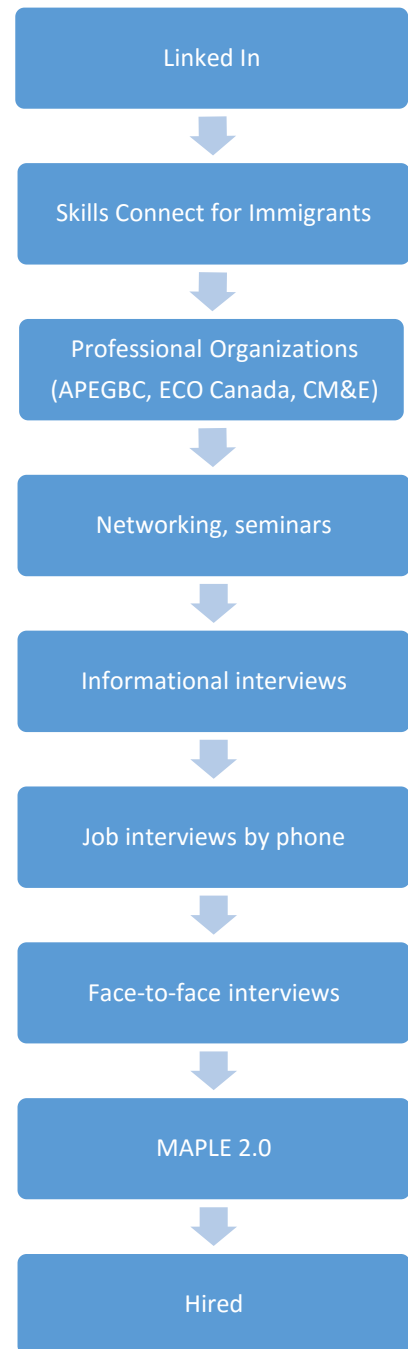 Linked In
Skills Connect for Immigrants
Professional Organizations
(APEGBC, ECO Canada, CM&E)
Networking, seminars
Informational interviews
Job interviews by phone
Face-to-face interviews
MAPLE 2.0
Hired